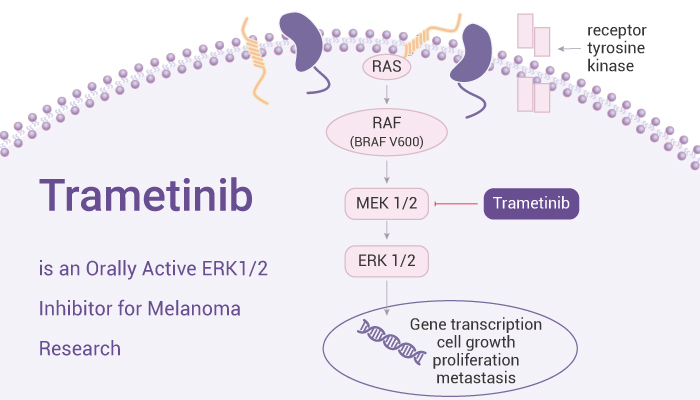 receptor
tyrosine
kinase
RAS
RAF
(BRAF V600)
Trametinib
MEK 1/2
Trametinib
is an Orally Active ERK1/2
Inhibitor for Melanoma
Research
ERK 1/2
Gene transcription
cell growth
proliferation
metastasis